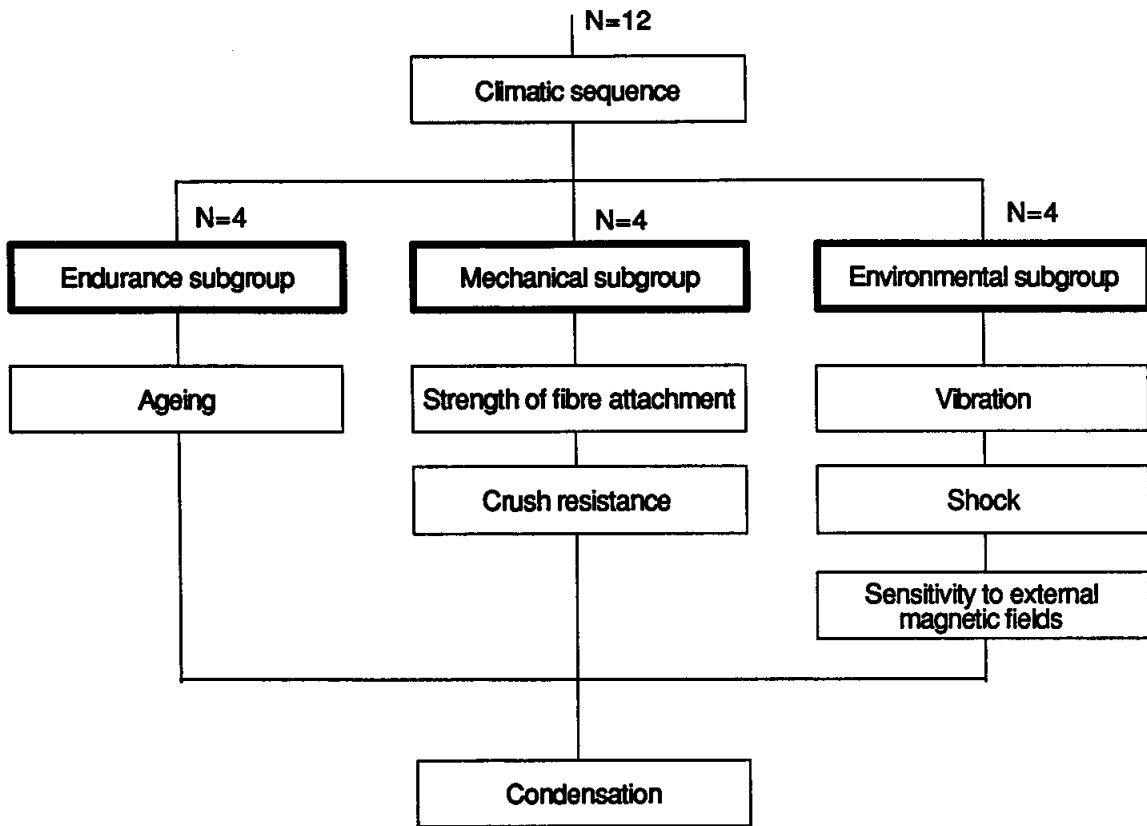 N=12
Climatic sequence
N=4
N=4
N=4
Endurance subgroup
Mechanical subgroup
Environmental subgroup
Ageing
Strength of fibre attachment
Vibration
Crush resistance
Shock
Sensitivity to external
magnetic fields
Condensation